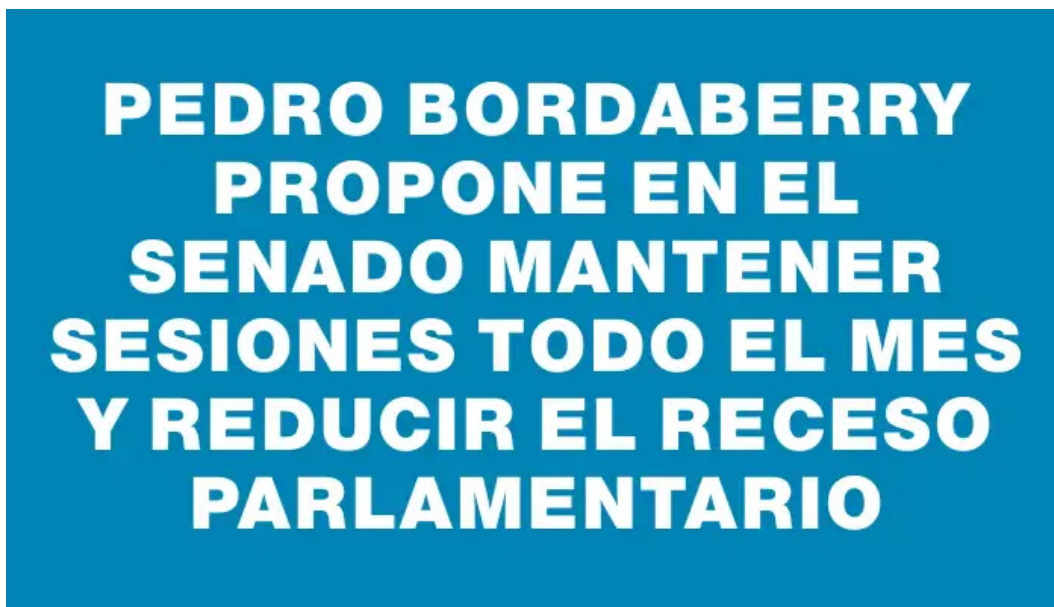 PEDRO BORDABERRY
PROPONE EN EL
SENADO MANTENER
SESIONES TODO EL MES
Y REDUCIR EL RECESO
PARLAMENTARIO